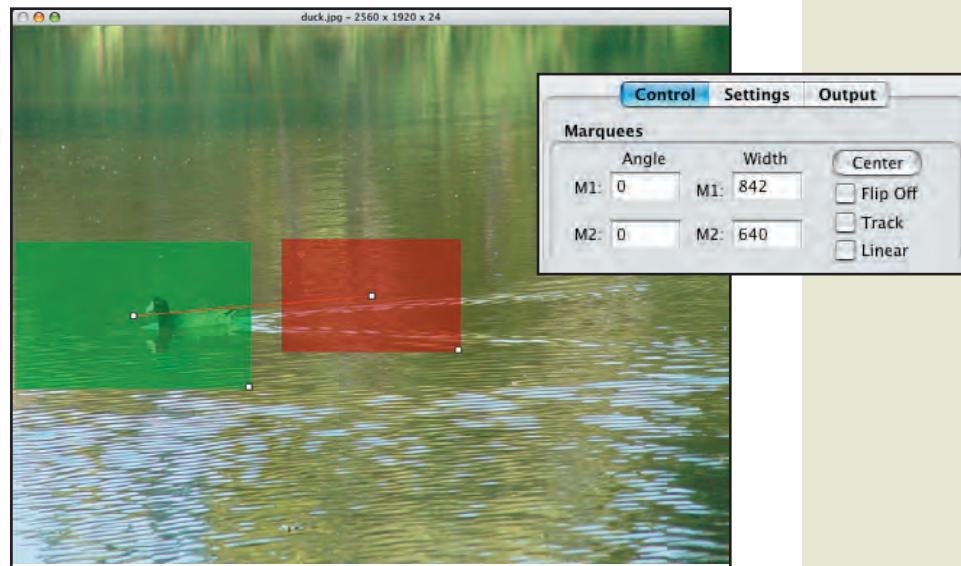 duck.jpg – 2560 x 1920 x 24
Control Settings Output
Marquees
Angle Width Center
M1: 0 M1: 842 Flip Off
Track
M2: 0 M2: 640
Linear